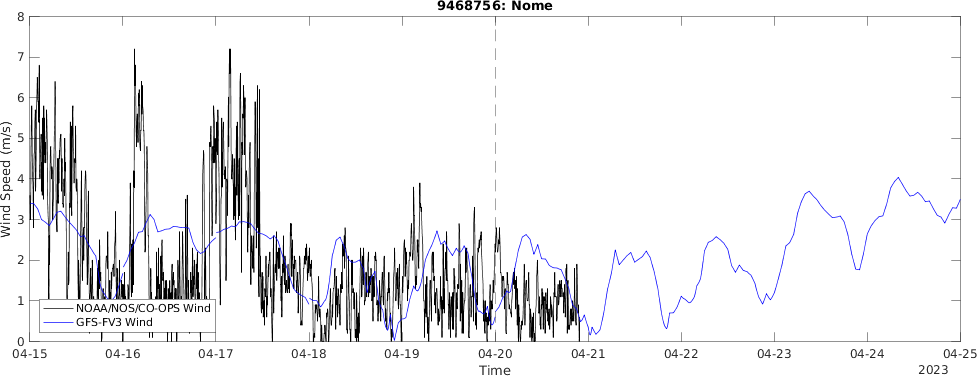 9468756: Nome
8
7
6
5
4
3
2
1
0
Wind Speed (m/s)
NOAA/NOS/CO-OPS Wind
GFS-FV3 Wind
04-15 04-16 04-17 04-18 04-19 04-20 04-21 04-22 04-23 04-24 04-25
Time
2023